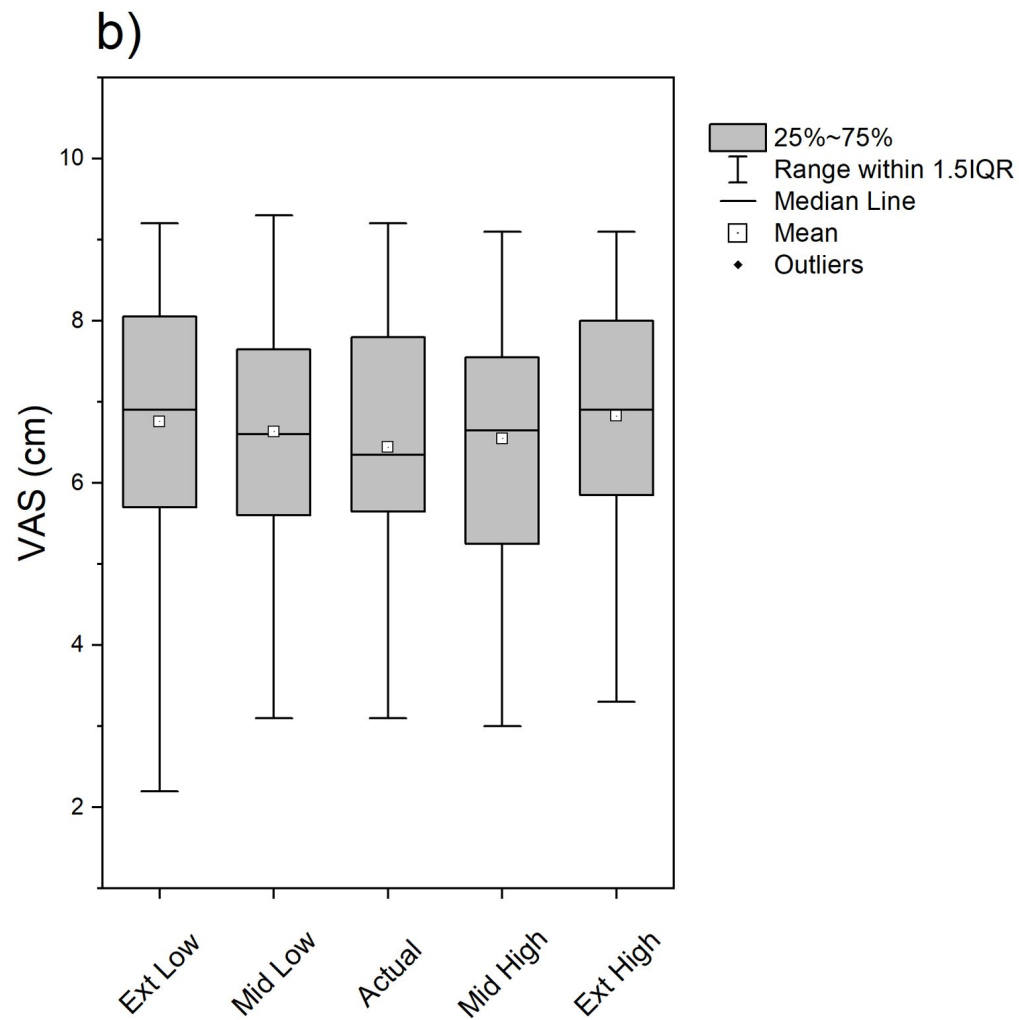 b)
10
8
6
4
2
VAS (cm)
Ext Low
Mid Low
Actual
Mid High
Ext High
25%~75%
Range within 1.5IQR
Median Line
Mean
Outliers